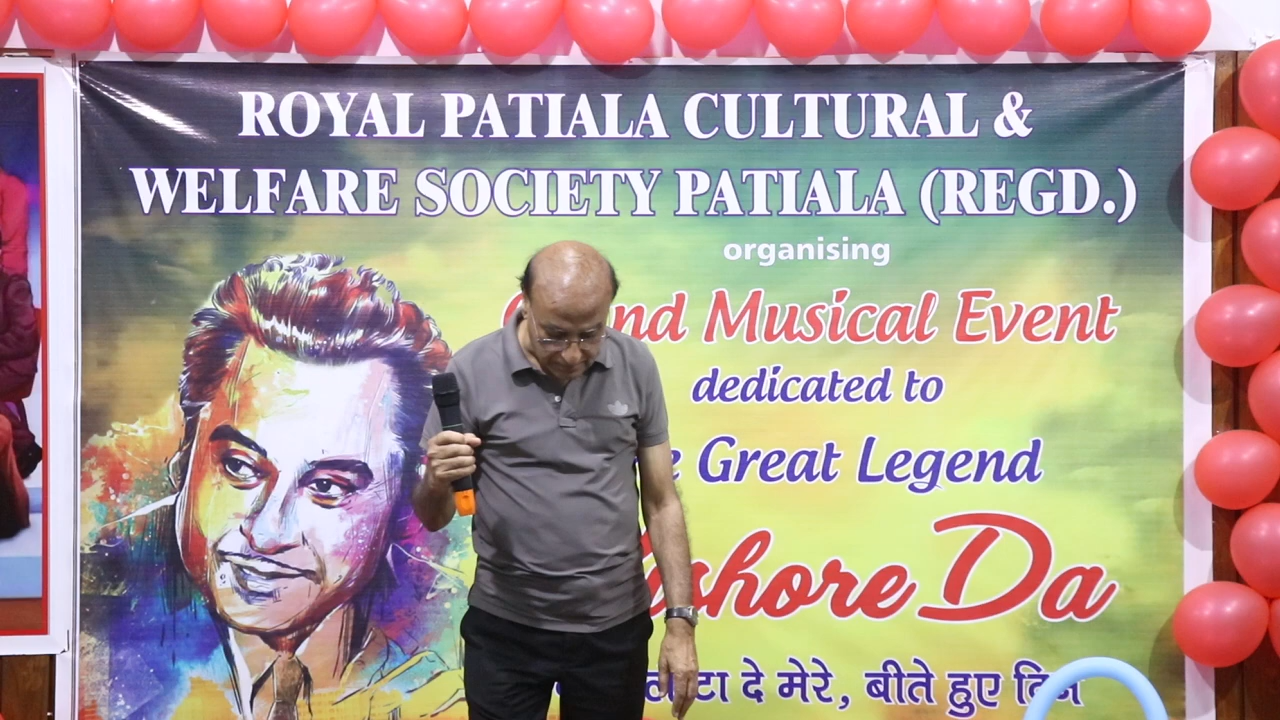 ROYAL PATIALA CULTURAL &
WELFARE SOCIETY PATIALA (REGD.)
organising
Musical Event
dedicated to
Great Legend
Da
दे मेरे, बीते हुए दिन